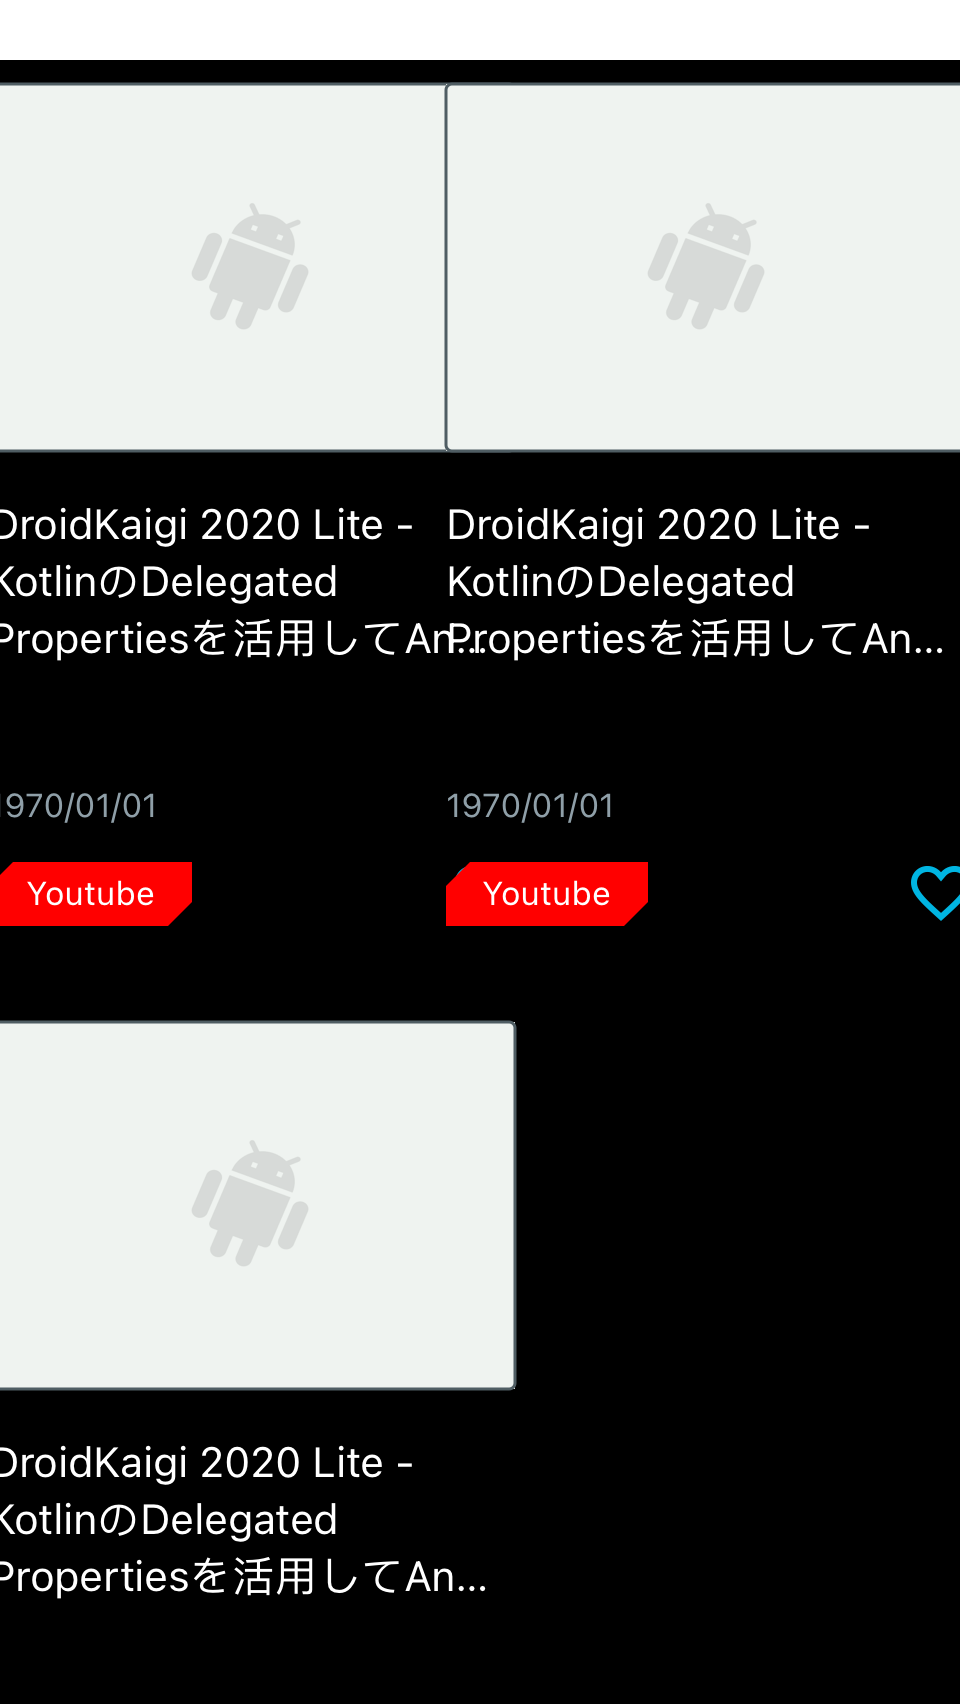 DroidKaigi 2020 Lite -
KotlinのDelegated
Propertiesを活用してAn...
DroidKaigi 2020 Lite -
KotlinのDelegated
Propertiesを活用してAn...
1970/01/01
1970/01/01
Youtube
Youtube
DroidKaigi 2020 Lite -
KotlinのDelegated
Propertiesを活用してAn...